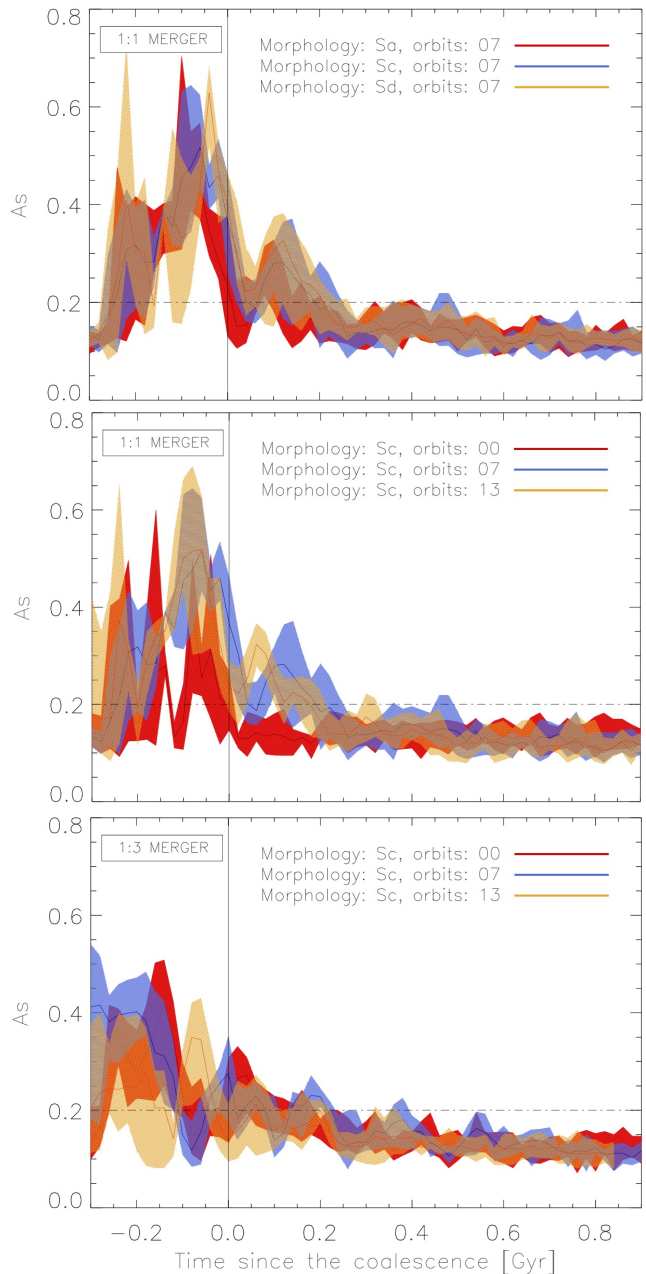 0.8
1:1 MERGER
Morphology: Sa, orbits: 07
Morphology: Sc, orbits: 07
Morphology: Sd, orbits: 07
0.6
As
0.4
0.2
0.0
0.8
1:1 MERGER
Morphology: Sc, orbits: 00
Morphology: Sc, orbits: 07
Morphology: Sc, orbits: 13
0.6
As
0.4
0.2
0.0
0.8
1:3 MERGER
Morphology: Sc, orbits: 00
Morphology: Sc, orbits: 07
Morphology: Sc, orbits: 13
0.6
As
0.4
0.2
0.0
−0.2 0.0 0.2 0.4 0.6 0.8
Time since the coalescence [Gyr]